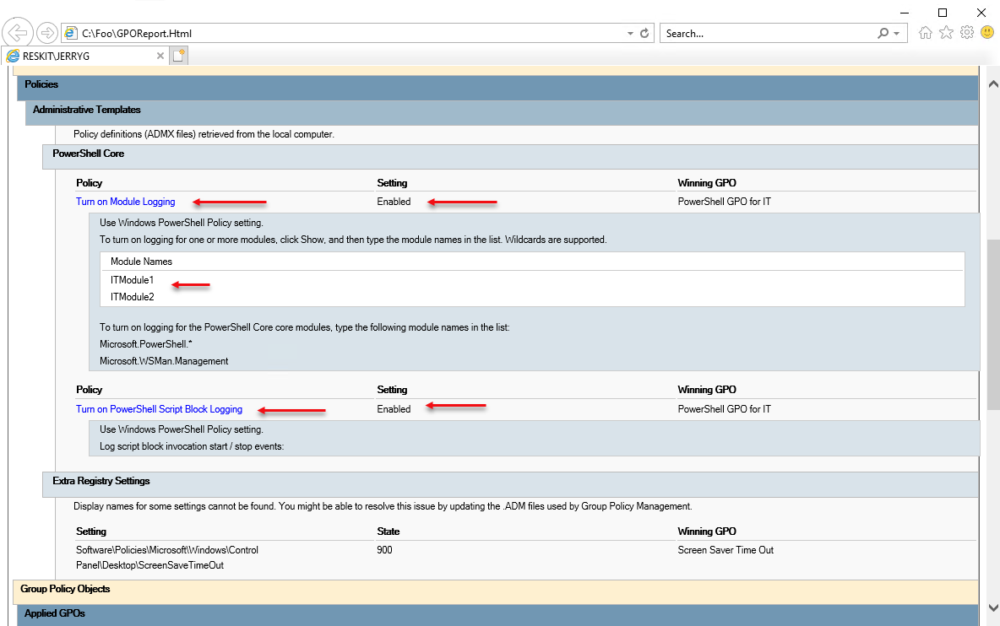 C:\Foo\GPOReport.Html
Search...
RESKIT\JERRYG
Policies
Administrative Templates
Policy definitions (ADMX files) retrieved from the local computer.
PowerShell Core
Policy Setting Winning GPO
Turn on Module Logging Enabled PowerShell GPO for IT
Use Windows PowerShell Policy setting.
To turn on logging for one or more modules, click Show, and then type the module names in the list. Wildcards are supported.
Module Names
ITModule1
ITModule2
To turn on logging for the PowerShell Core core modules, type the following module names in the list:
Microsoft.PowerShell.*
Microsoft.WSMan.Management
Policy Setting Winning GPO
Turn on PowerShell Script Block Logging Enabled PowerShell GPO for IT
Use Windows PowerShell Policy setting.
Log script block invocation start / stop events:
Extra Registry Settings
Display names for some settings cannot be found. You might be able to resolve this issue by updating the .ADM files used by Group Policy Management.
Setting State Winning GPO
Software\Policies\Microsoft\Windows\Control 900 Screen Saver Time Out
Panel\Desktop\ScreenSaveTimeOut
Group Policy Objects
Applied GPOs